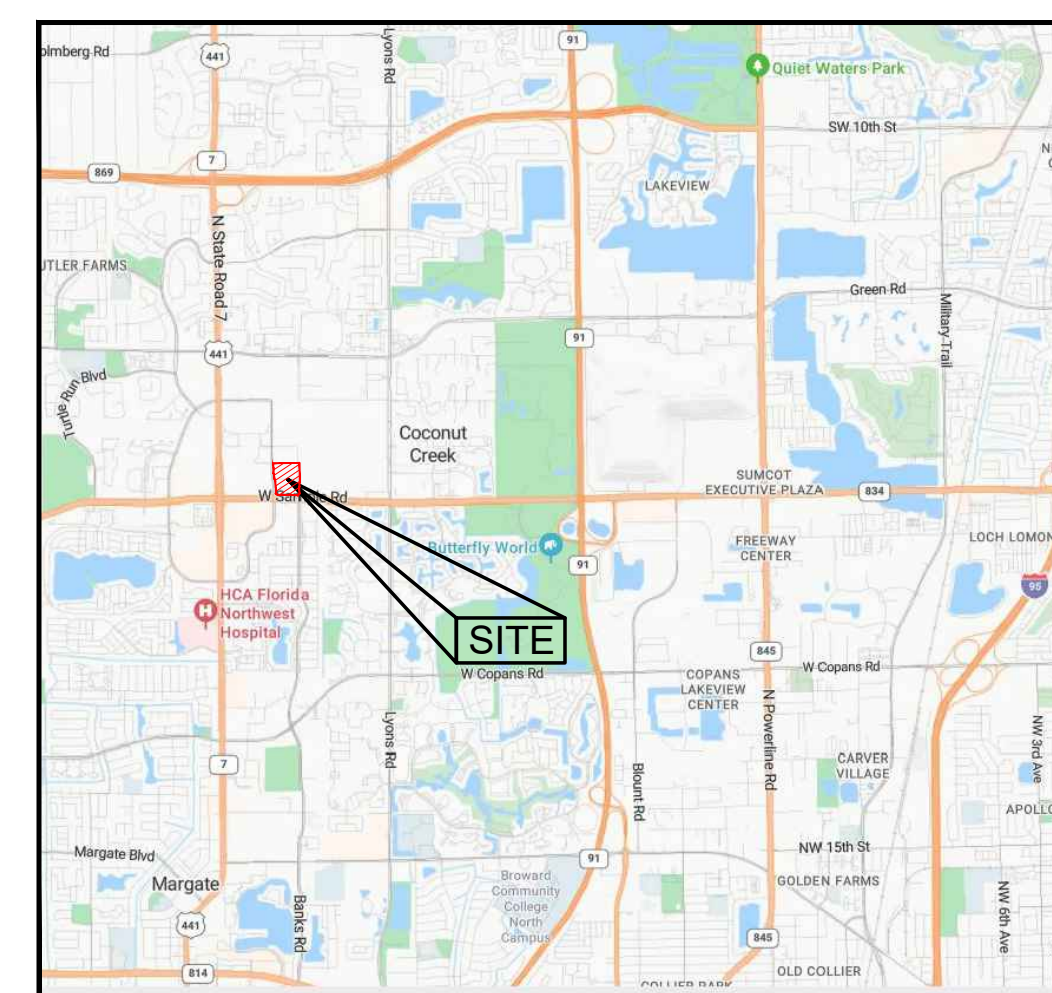 91
olmberg Rd
441
Lyons Rd
Quiet Waters Park
SW 10th St
7
869
LAKEVIEW
N State Road 7
UTLER FARMS
Green Rd
Military Trail
91
441
Turtle Run Blvd
Coconut
Creek
SUMCOT
EXECUTIVE PLAZA
834
W Sam le Rd
FREEWAY
CENTER
LOCH LOMON
Butterfly World
91
95
HCA Florida
Northwest
Hospital
H
SITE
845
W Copans Rd
W Copans Rd
COPANS
LAKEVIEW
CENTER
N Powerline Rd
Lyons Rd
NW 3rd Ave
7
CARVER
VILLAGE
Blount Rd
APOLLO
NW 15th St
Margate Blvd
91
Margate
Broward
Community
College
North
Campus
GOLDEN FARMS
NW 6th Ave
Banks Rd
441
845
814
OLD COLLIER
COLLIER PARK